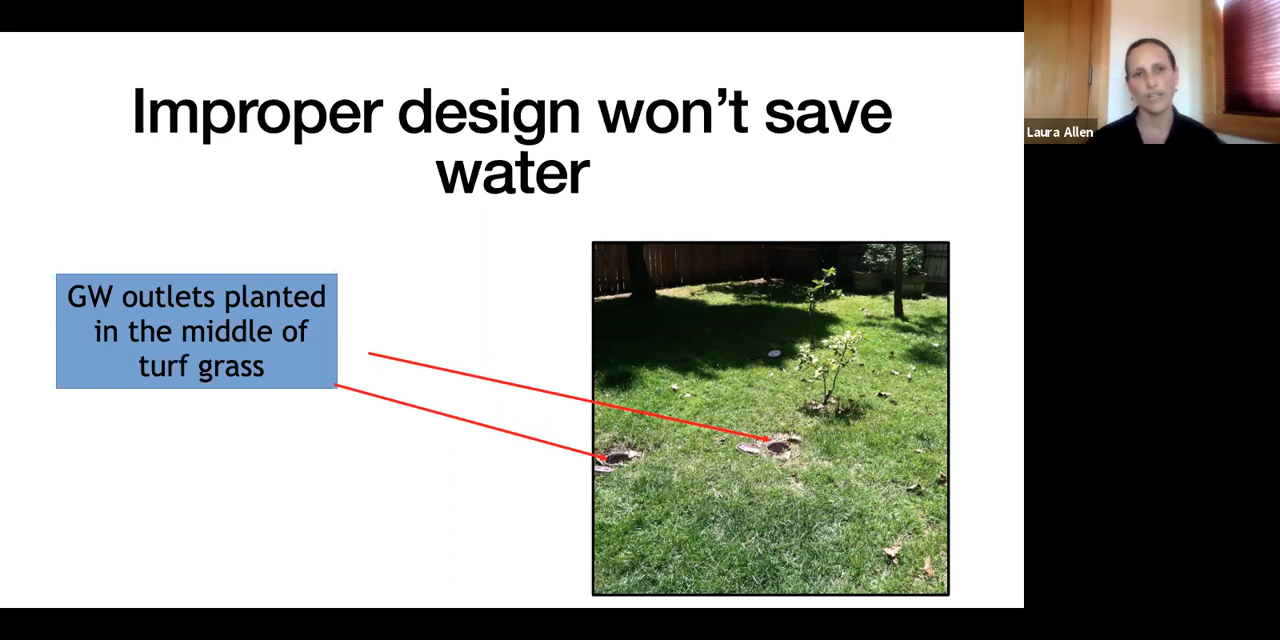 Improper design won’t save
water
GW outlets planted
in the middle of
turf grass
Laura Allen